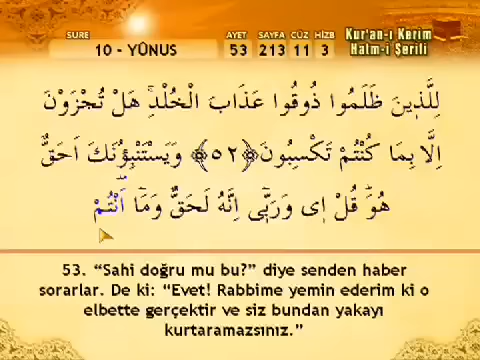 SURE AYET SAYFA CÜZ HİZB
10 - YÛNUS 53 213 11 3
Kur'an-ı Kerim
Hatm-i Şerifi
لِلَّذ۪ينَ ظَلَمُوا ذُوقُوا عَذَابَ الْخُلْدِۚ هَلْ تُجْزَوْنَ
اِلَّا بِمَا كُنْتُمْ تَكْسِبُونَ ﴿٥٢﴾ وَيَسْتَنْبِؤُ۫نَكَ اَحَقٌّ
هُوَۜ قُلْ ا۪ي وَرَبّ۪ٓي اِنَّهُ لَحَقٌّۚ وَمَٓا اَنْتُمْ
53. “Sahi doğru mu bu?” diye senden haber
sorarlar. De ki: “Evet! Rabbime yemin ederim ki o
elbette gerçektir ve siz bundan yakayı
kurtaramazsınız.”